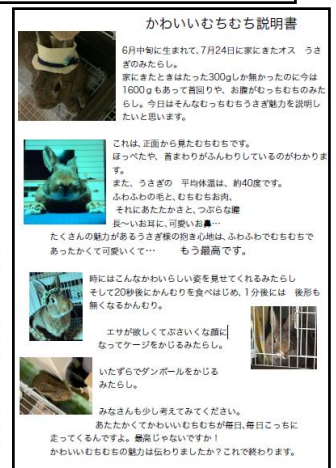 かわいいむちむち説明書
6月中旬に生まれて、7月24日に家にきたオス　うさ
ぎのみたらし。
家にきたときはたった300gしか無かったのに今は
1600gもあって首回りや、お腹がむっちむちのみた
らし。今日はそんなむっちむちうさぎ魅力を説明し
たいと思います。
これは、正面から見たむちむちです。
ほっぺたや、首まわりがふんわりしているのがわかりま
す。
また、うさぎの　平均体温は、約40度です。
ふわふわの毛と、むちむちお肉、
それにあたたかさと、つぶらな瞳
長〜いお耳に、可愛いお鼻…
たくさんの魅力があるうさぎ様の抱き心地は、ふわふわでむちむちで
あったかくて可愛いくて…　もう最高です。
時にはこんなかわいらしい姿を見せてくれるみたらし
そして20秒後にかんむりを食べはじめ、1分後には　後形も
無くなるかんむり。
エサが欲しくてぶさいくな顔に
なってケージをかじるみたらし。
いたずらでダンボールをかじる
みたらし。
みなさんも少し考えてみてください。
あたたかくてかわいいむちむちが毎日、毎日こっちに
走ってくるんですよ。最高じゃないですか！
かわいいむちむちの魅力は伝わりましたか？これで終わります。